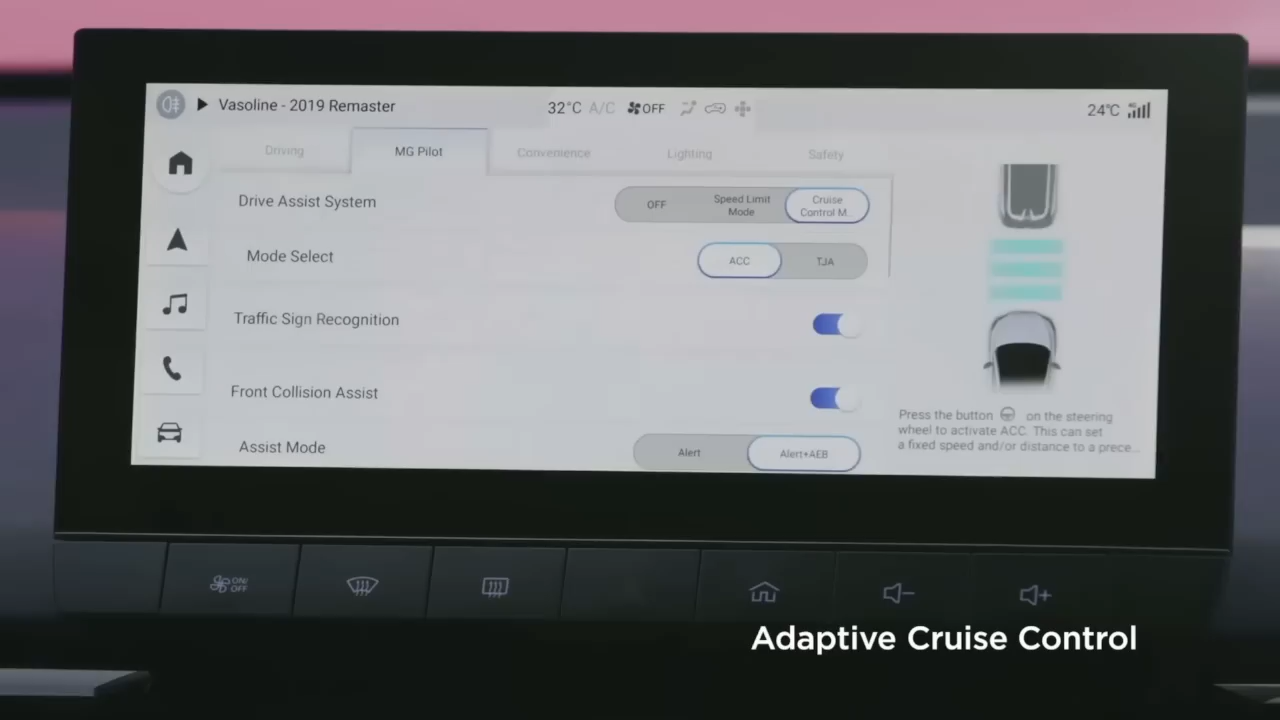 Vasoline - 2019 Remaster
32°C A/C OFF
24°C 4G
Driving
MG Pilot
Convenience
Lighting
Safety
Drive Assist System
OFF
Speed Limit
Mode
Cruise
Control M...
Mode Select
ACC
TJA
Traffic Sign Recognition
Front Collision Assist
Assist Mode
Alert
Alert+AEB
Press the button on the steering
wheel to activate ACC. This can set
a fixed speed and/or distance to a prece...
ON/
OFF
Adaptive Cruise Control